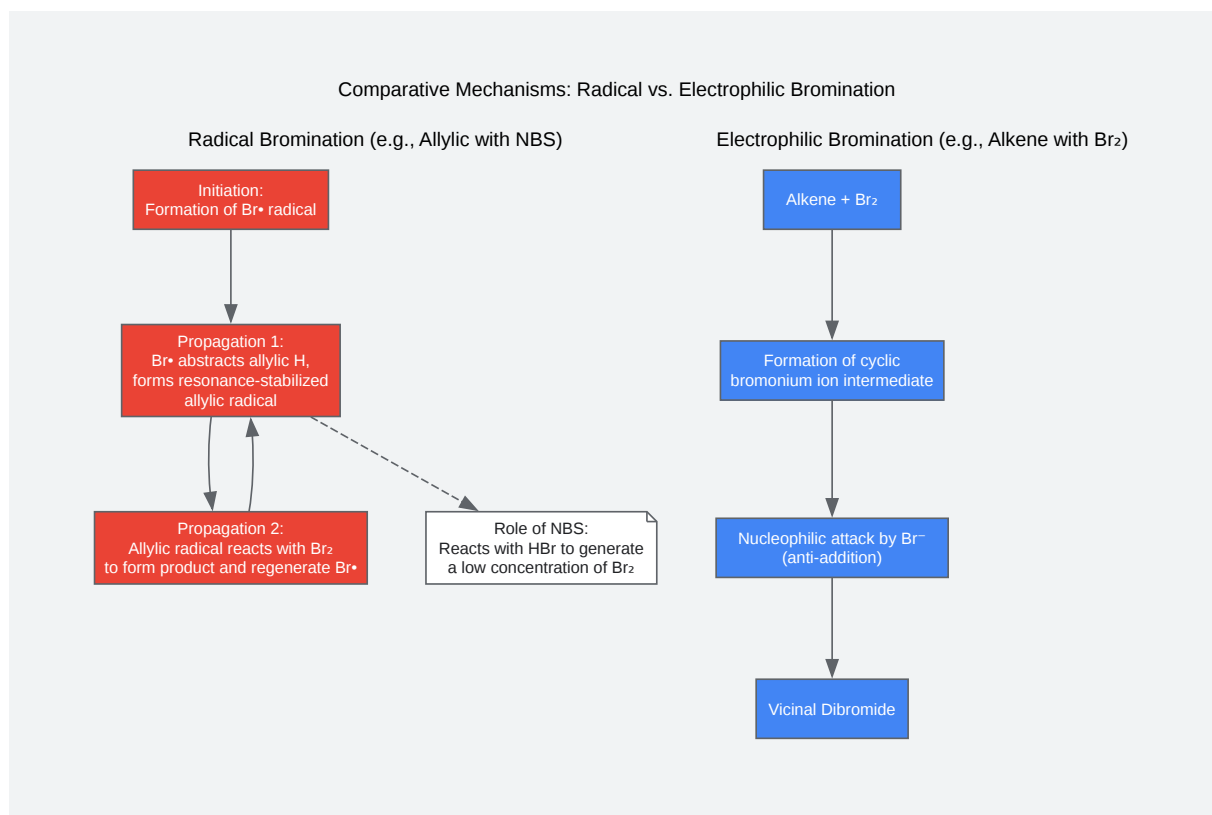 Comparative Mechanisms: Radical vs. Electrophilic Bromination
Radical Bromination (e.g., Allylic with NBS)
Initiation:
Formation of Br• radical
Propagation 1:
Br• abstracts allylic H,
forms resonance-stabilized
allylic radical
Propagation 2:
Allylic radical reacts with Br₂
to form product and regenerate Br•
Role of NBS:
Reacts with HBr to generate
a low concentration of Br₂
Electrophilic Bromination (e.g., Alkene with Br₂)
Alkene + Br₂
Formation of cyclic
bromonium ion intermediate
Nucleophilic attack by Br⁻
(anti-addition)
Vicinal Dibromide